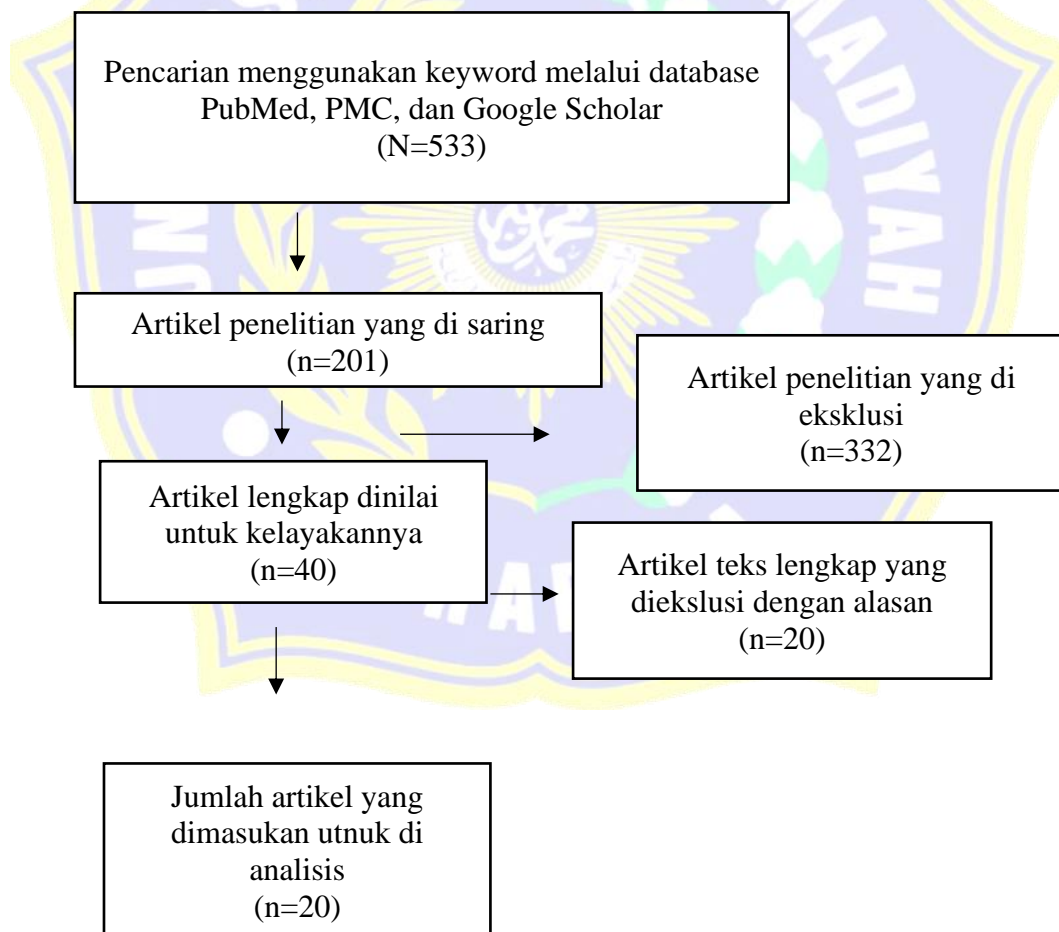 Pencarian menggunakan keyword melalui database
PubMed, PMC, dan Google Scholar
(N=533)
Artikel penelitian yang di saring
(n=201)
Artikel penelitian yang di
eksklusi
(n=332)
Artikel lengkap dinilai
untuk kelayakannya
(n=40)
Artikel teks lengkap yang
diekslusi dengan alasan
(n=20)
Jumlah artikel yang
dimasukan utnuk di
analisis
(n=20)